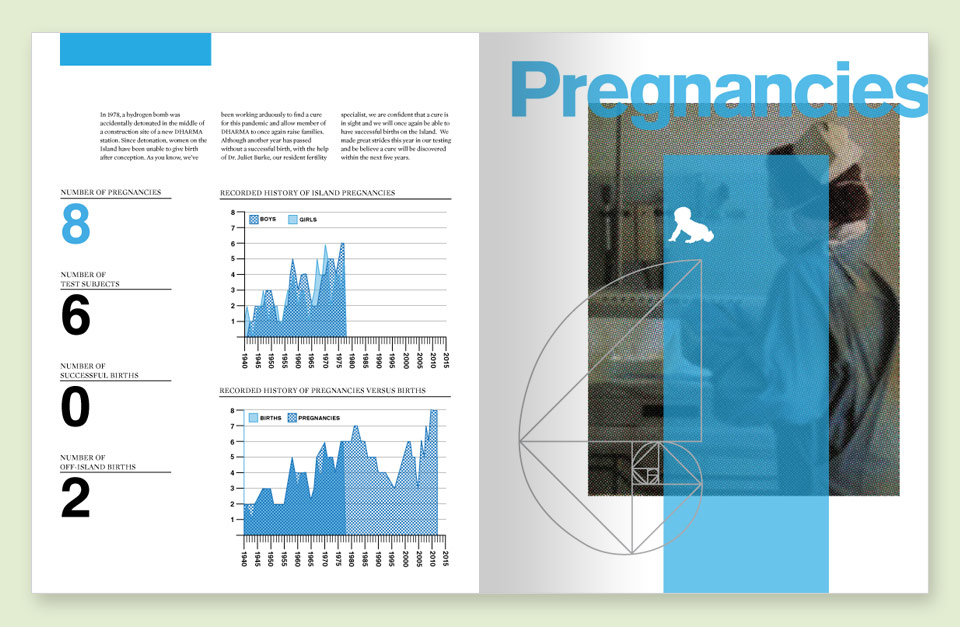 Pregnancies
In 1978, a hydrogen bomb was
accidentally detonated in the middle of
a construction site of a new DHARMA
station. Since detonation, women on the
Island have been unable to give birth
after conception. As you know, we've
been working arduously to find a cure
for this pandemic and allow member of
DHARMA to once again raise families.
Although another year has passed
without a successful birth, with the help
of Dr. Juliet Burke, our resident fertility
specialist, we are confident that a cure is
in sight and we will once again be able to
have successful births on the Island. We
made great strides this year in our testing
and be believe a cure will be discovered
within the next five years.
NUMBER OF PREGNANCIES
8
NUMBER OF
TEST SUBJECTS
6
NUMBER OF
SUCCESSFUL BIRTHS
0
NUMBER OF
OFF-ISLAND BIRTHS
2
RECORDED HISTORY OF ISLAND PREGNANCIES
BOYS GIRLS
8
7
6
5
4
3
2
1
1940 1945 1950 1955 1960 1965 1970 1975 1980 1985 1990 1995 2000 2005 2010 2015
RECORDED HISTORY OF PREGNANCIES VERSUS BIRTHS
BIRTHS PREGNANCIES
8
7
6
5
4
3
2
1
1940 1945 1950 1955 1960 1965 1970 1975 1980 1985 1990 1995 2000 2005 2010 2015